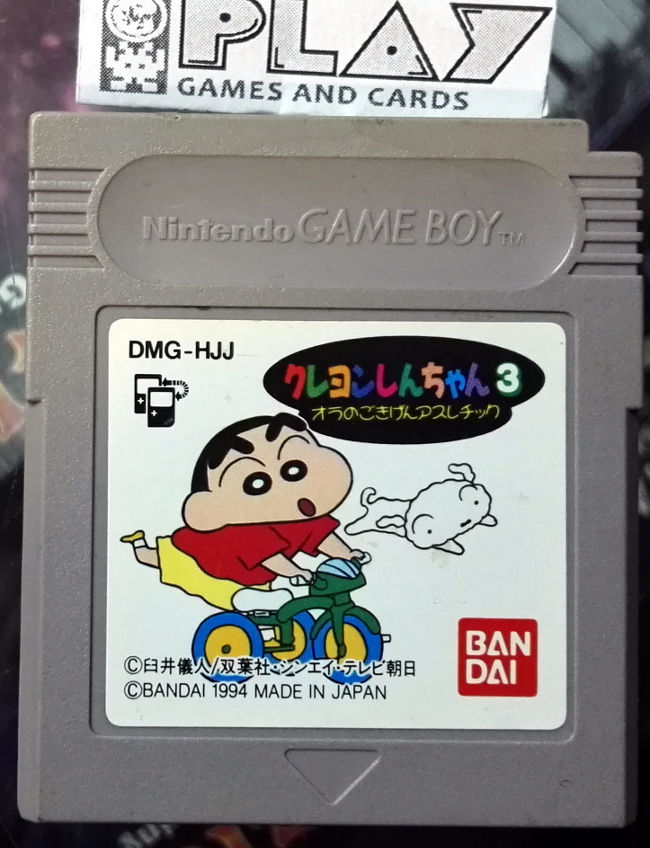 PLAY
GAMES AND CARDS
Nintendo GAME BOY TM
DMG-HJJ
クレヨンしんちゃん3
オラのごきげんアスレチック
©臼井儀人/双葉社・シンエイ・テレビ朝日
©BANDAI 1994 MADE IN JAPAN
BAN
DAI